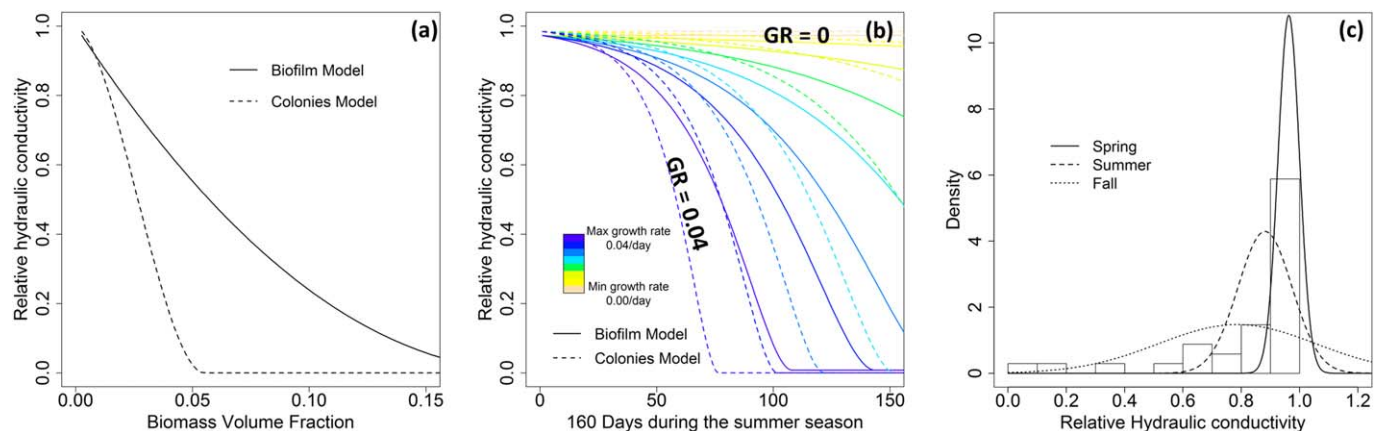 (a)
Relative hydraulic conductivity
1.0
0.8
0.6
0.4
0.2
0.0
Biofilm Model
Colonies Model
0.00
0.05
0.10
0.15
Biomass Volume Fraction
(b)
Relative hydraulic conductivity
1.0
0.8
0.6
0.4
0.2
0.0
GR = 0
GR = 0.04
Max growth rate
0.04/day
Min growth rate
0.00/day
Biofilm Model
Colonies Model
0
50
100
150
160 Days during the summer season
(c)
Density
10
8
6
4
2
0
Spring
Summer
Fall
0.0
0.2
0.4
0.6
0.8
1.0
1.2
Relative Hydraulic conductivity